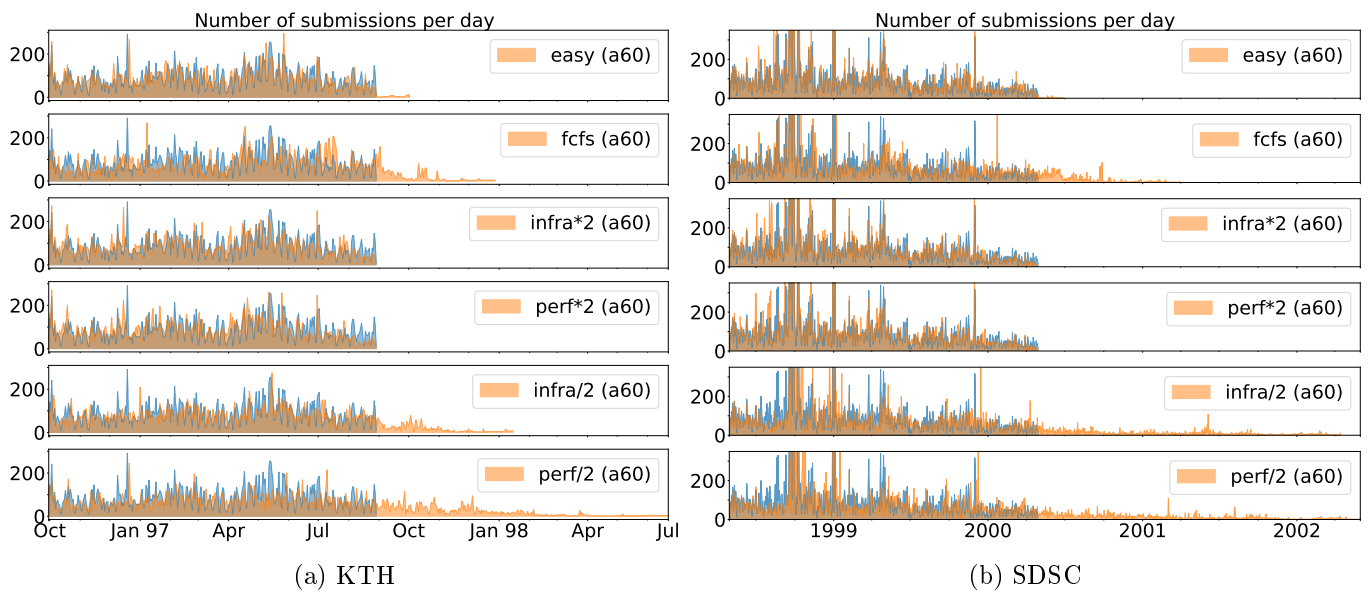 Number of submissions per day
200
0
easy (a60)
200
0
fcfs (a60)
200
0
infra*2 (a60)
200
0
perf*2 (a60)
200
0
infra/2 (a60)
200
0
perf/2 (a60)
Oct Jan 97 Apr Jul Oct Jan 98 Apr Jul
(a) KTH
Number of submissions per day
200
0
easy (a60)
200
0
fcfs (a60)
200
0
infra*2 (a60)
200
0
perf*2 (a60)
200
0
infra/2 (a60)
200
0
perf/2 (a60)
1999 2000 2001 2002
(b) SDSC